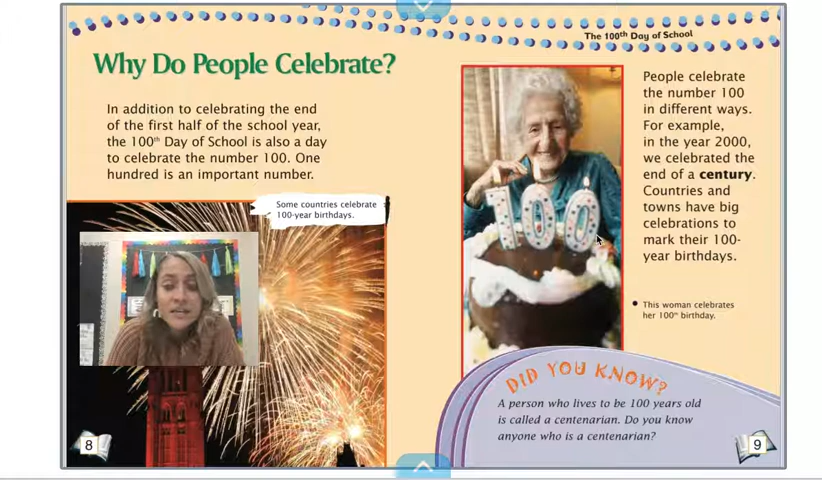 The 100th Day of School
Why Do People Celebrate?
In addition to celebrating the end
of the first half of the school year,
the 100th Day of School is also a day
to celebrate the number 100. One
hundred is an important number.
Some countries celebrate
100-year birthdays.
8
100
People celebrate
the number 100
in different ways.
For example,
in the year 2000,
we celebrated the
end of a century.
Countries and
towns have big
celebrations to
mark their 100-
year birthdays.
This woman celebrates
her 100th birthday.
DID YOU KNOW?
A person who lives to be 100 years old
is called a centenarian. Do you know
anyone who is a centenarian?
9